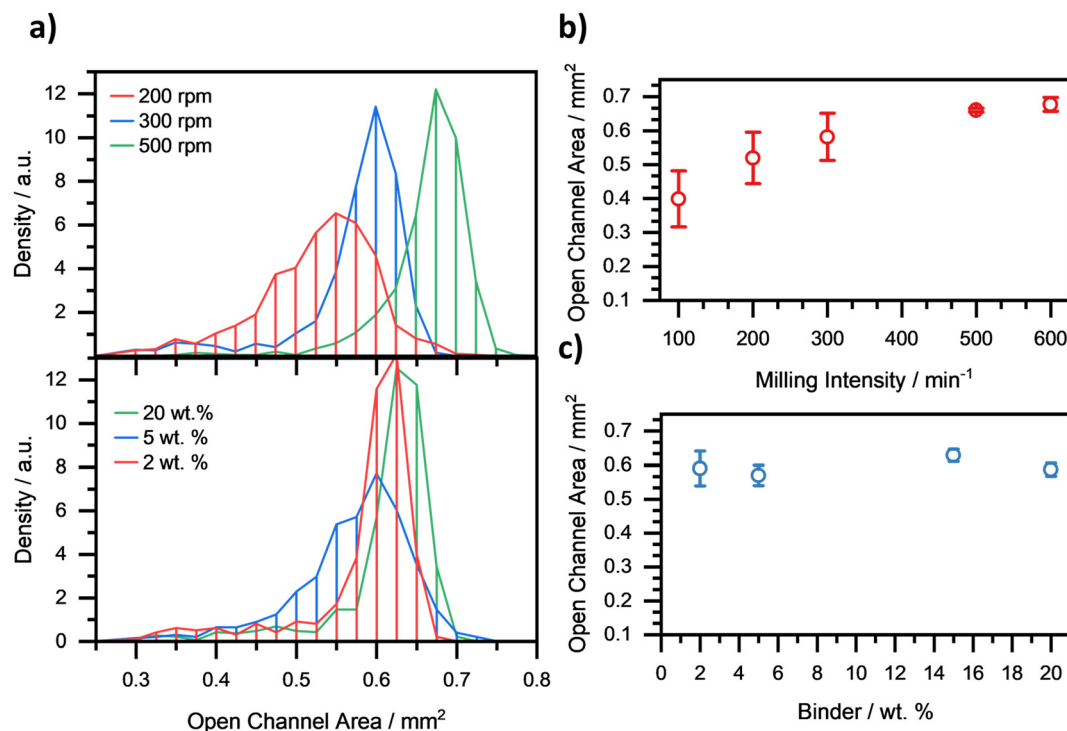 a)
12
10
8
6
4
2
Density / a.u.
200 rpm
300 rpm
500 rpm
12
10
8
6
4
2
0
Density / a.u.
20 wt.%
5 wt. %
2 wt. %
0.3 0.4 0.5 0.6 0.7 0.8
Open Channel Area / mm²
b)
0.7
0.6
0.5
0.4
0.3
0.2
0.1
Open Channel Area / mm²
100 200 300 400 500 600
Milling Intensity / min⁻¹
c)
0.7
0.6
0.5
0.4
0.3
0.2
0.1
Open Channel Area / mm²
0 2 4 6 8 10 12 14 16 18 20
Binder / wt. %